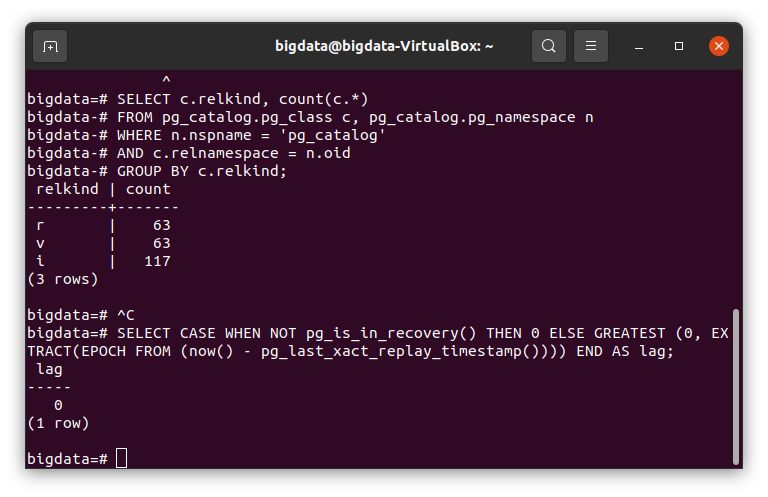 bigdata@bigdata-VirtualBox: ~
^
bigdata=# SELECT c.relkind, count(c.*)
bigdata-# FROM pg_catalog.pg_class c, pg_catalog.pg_namespace n
bigdata-# WHERE n.nspname = 'pg_catalog'
bigdata-# AND c.relnamespace = n.oid
bigdata-# GROUP BY c.relkind;
 relkind | count
---------+-------
 r       |    63
 v       |    63
 i       |   117
(3 rows)

bigdata=# ^C
bigdata=# SELECT CASE WHEN NOT pg_is_in_recovery() THEN 0 ELSE GREATEST (0, EX
TRACT(EPOCH FROM (now() - pg_last_xact_replay_timestamp()))) END AS lag;
 lag
-----
   0
(1 row)

bigdata=#